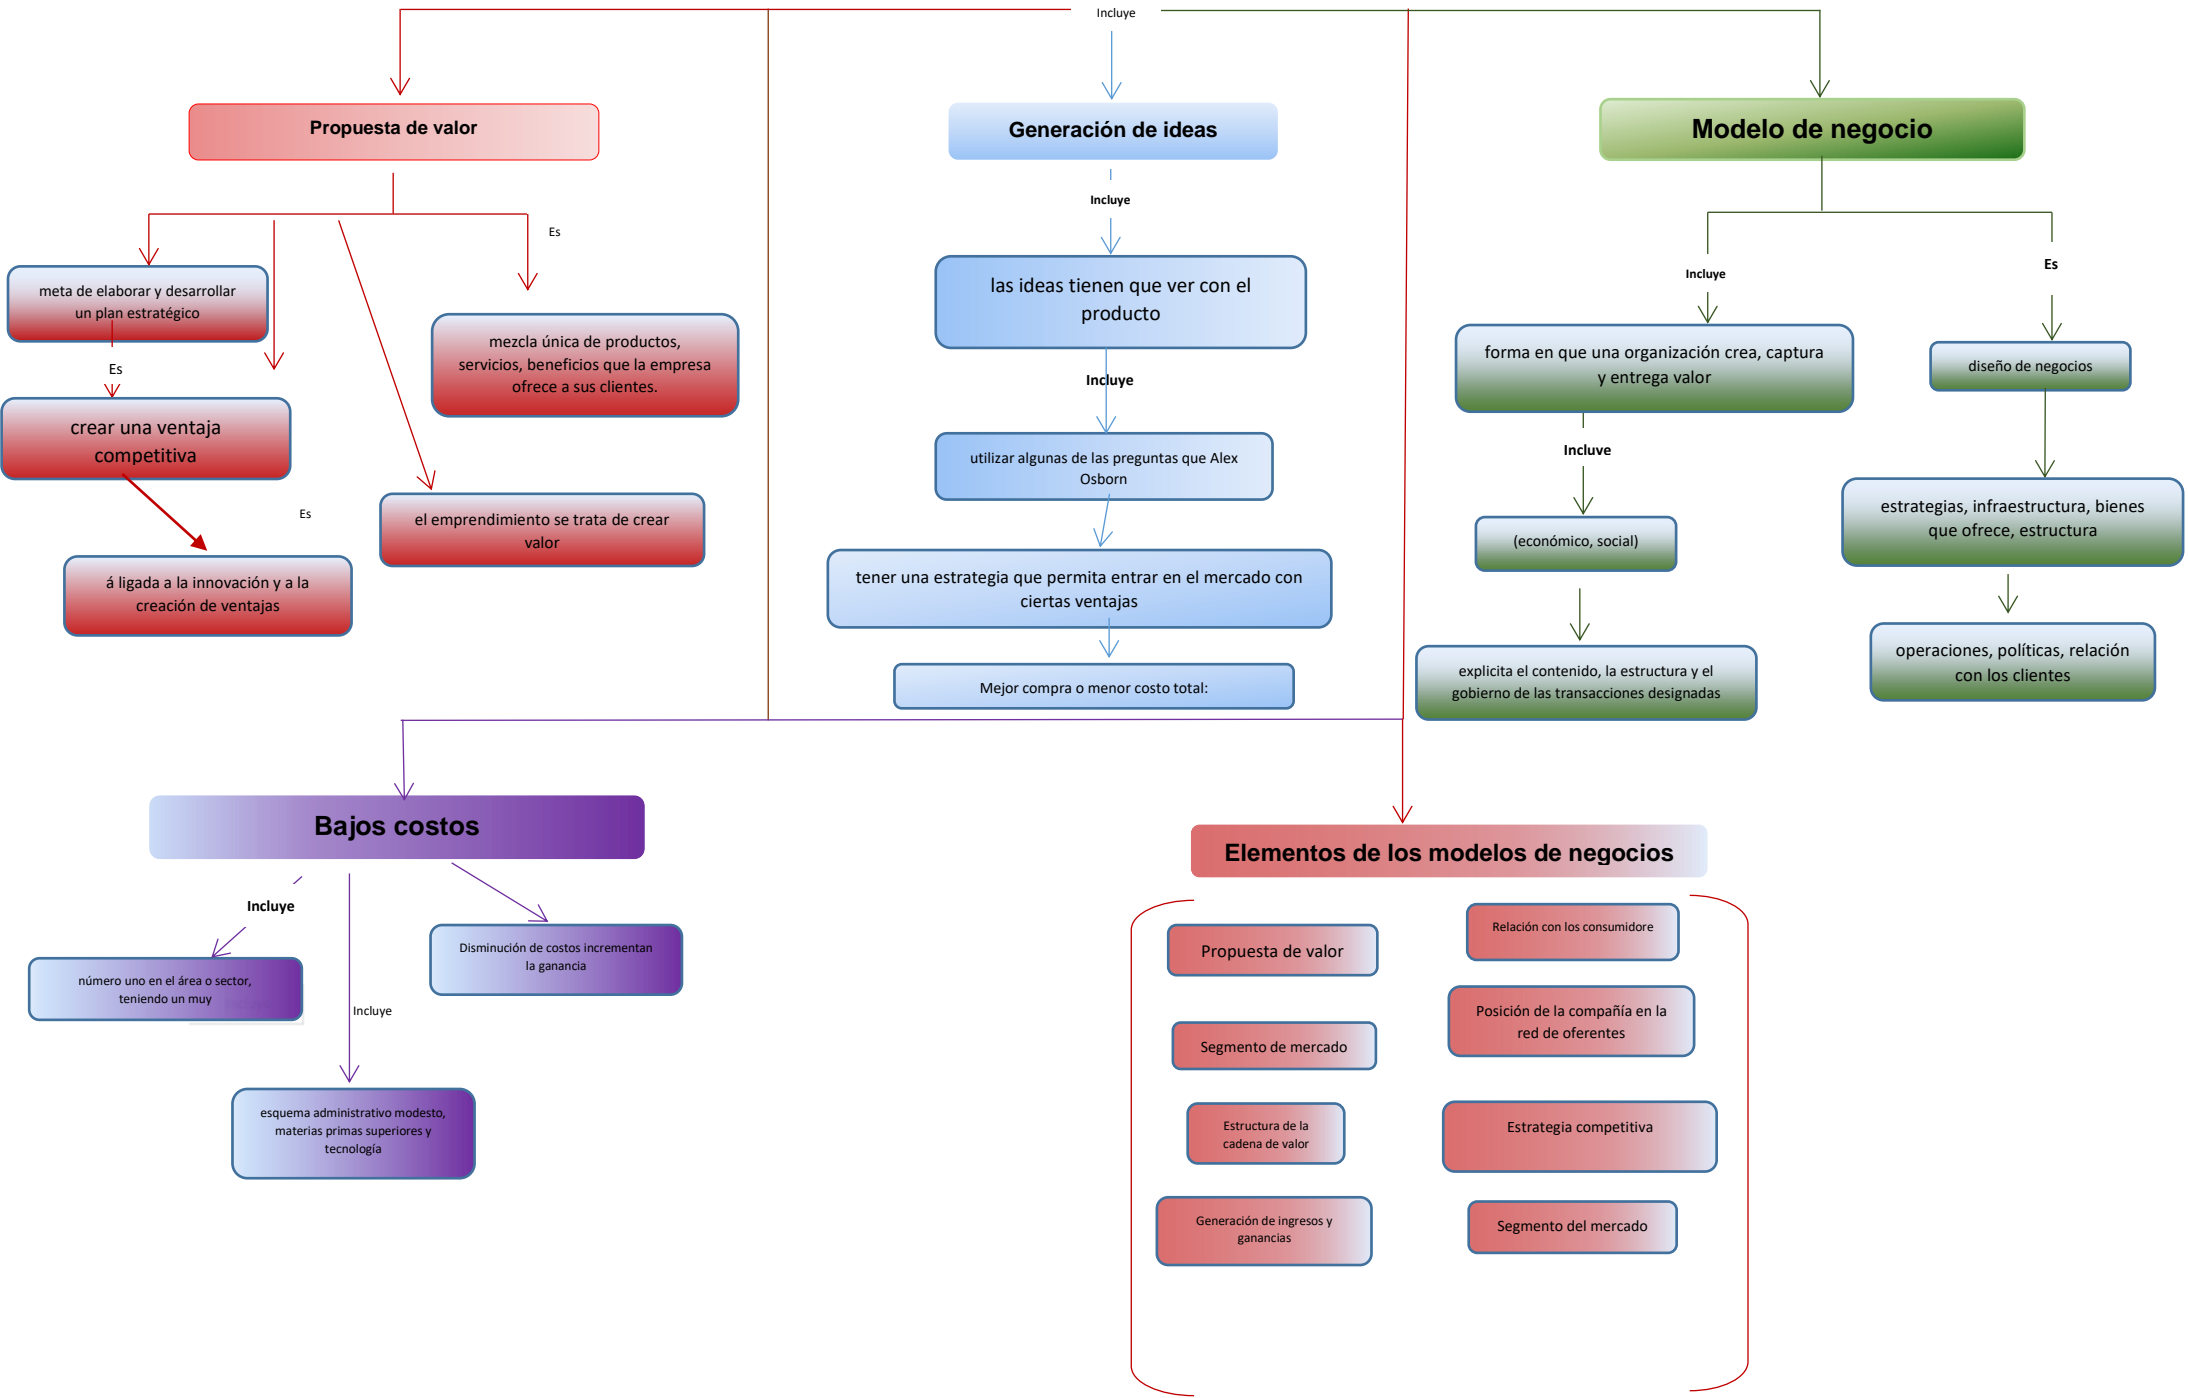 Incluye
Propuesta de valor
Es
meta de elaborar y desarrollar
un plan estratégico
Es
crear una ventaja
competitiva
Es
á ligada a la innovación y a la
creación de ventajas
mezcla única de productos,
servicios, beneficios que la empresa
ofrece a sus clientes.
el emprendimiento se trata de crear
valor
Generación de ideas
Incluye
las ideas tienen que ver con el
producto
Incluye
utilizar algunas de las preguntas que Alex
Osborn
tener una estrategia que permita entrar en el mercado con
ciertas ventajas
Mejor compra o menor costo total:
Modelo de negocio
Incluye
forma en que una organización crea, captura
y entrega valor
Incluve
(económico, social)
explicita el contenido, la estructura y el
gobierno de las transacciones designadas
Es
diseño de negocios
estrategias, infraestructura, bienes
que ofrece, estructura
operaciones, políticas, relación
con los clientes
Bajos costos
Incluye
número uno en el área o sector,
teniendo un muy
Incluye
esquema administrativo modesto,
materias primas superiores y
tecnología
Disminución de costos incrementan
la ganancia
Elementos de los modelos de negocios
Propuesta de valor
Segmento de mercado
Estructura de la
cadena de valor
Generación de ingresos y
ganancias
Relación con los consumidore
Posición de la compañía en la
red de oferentes
Estrategia competitiva
Segmento del mercado